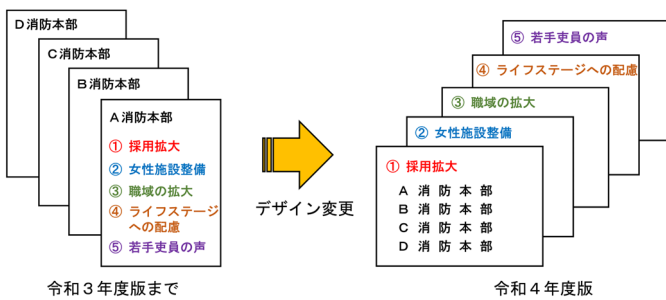 D消防本部
C消防本部
B消防本部
A消防本部
① 採用拡大
② 女性施設整備
③ 職域の拡大
④ ライフステージ
への配慮
⑤ 若手吏員の声
令和３年度版まで
デザイン変更
⑤ 若手吏員の声
④ ライフステージへの配慮
③ 職域の拡大
② 女性施設整備
① 採用拡大
A 消 防 本 部
B 消 防 本 部
C 消 防 本 部
D 消 防 本 部
令和４年度版